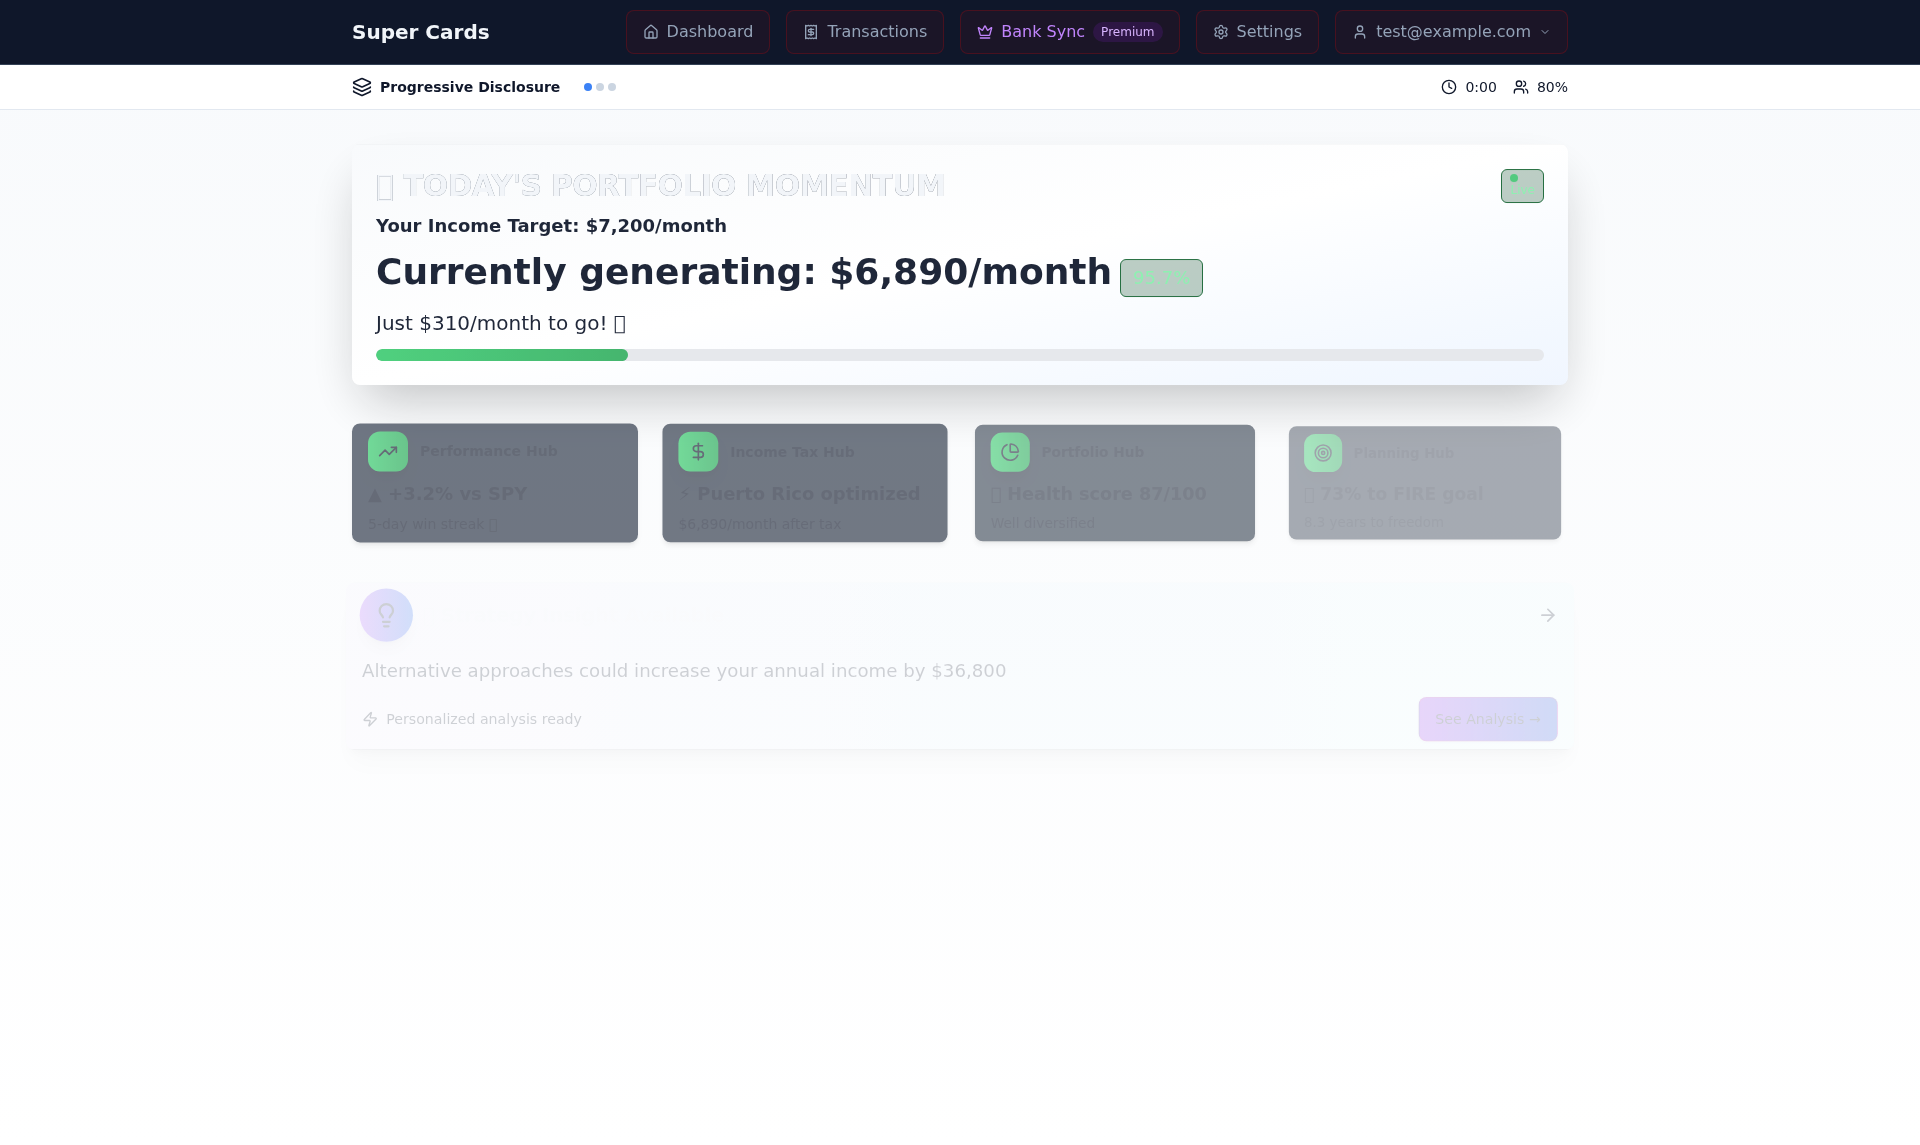 Super Cards
Dashboard
Transactions
Bank Sync Premium
Settings
test@example.com
Progressive Disclosure
0:00
80%
TODAY'S PORTFOLIO MOMENTUM
Your Income Target: $7,200/month
Currently generating: $6,890/month 95.7%
Just $310/month to go!
Performance Hub
▲ +3.2% vs SPY
5-day win streak
Income Tax Hub
⚡ Puerto Rico optimized
$6,890/month after tax
Portfolio Hub
Health score 87/100
Well diversified
Planning Hub
73% to FIRE goal
8.3 years to freedom
Alternative approaches could increase your annual income by $36,800
Personalized analysis ready
See Analysis →